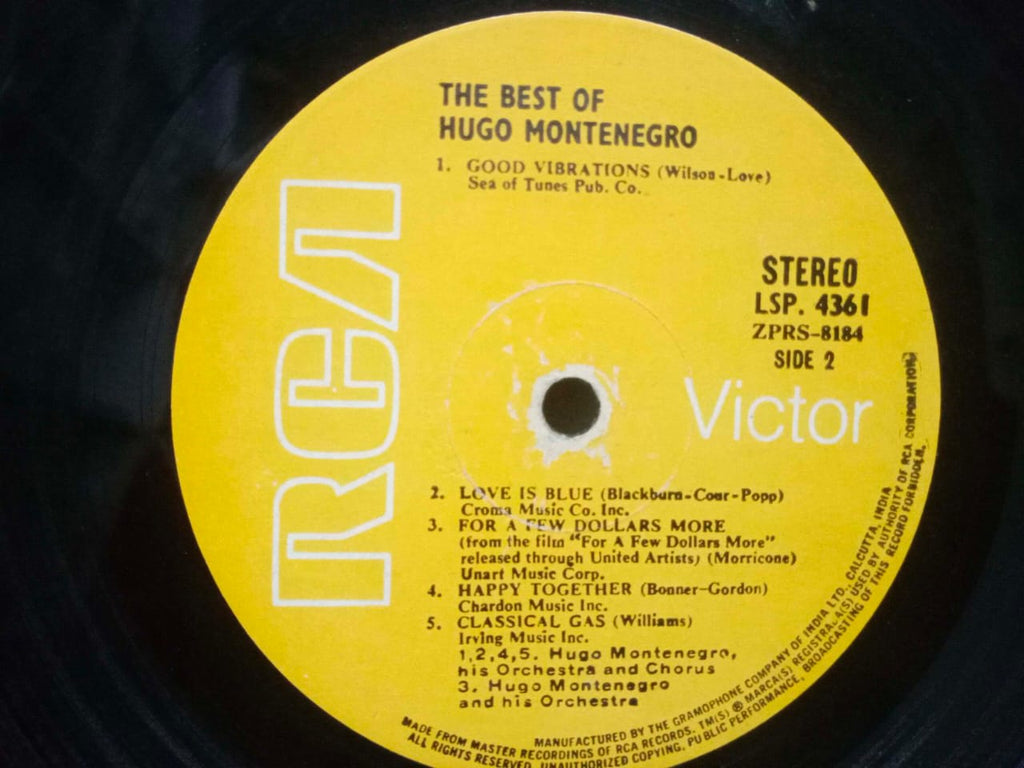 THE BEST OF
HUGO MONTENEGRO
1. GOOD VIBRATIONS (Wilson-Love)
Sea of Tunes Pub. Co.
RCA
STEREO
LSP. 4361
ZPRS-8184
SIDE 2
Victor
2. LOVE IS BLUE (Blackburn-Cour-Popp)
Croma Music Co. Inc.
3. FOR A FEW DOLLARS MORE
(from the film "For A Few Dollars More"
released through United Artists) (Morricone)
Unart Music Corp.
4. HAPPY TOGETHER (Bonner-Gordon)
Chardon Music Inc.
5. CLASSICAL GAS (Williams)
Irving Music Inc.
1,2,4,5. Hugo Montenegro,
his Orchestra and Chorus
3. Hugo Montenegro
and his Orchestra
MANUFACTURED BY THE GRAMOPHONE COMPANY OF INDIA LTD., CALCUTTA, INDIA
MADE FROM MASTER RECORDINGS OF RCA RECORDS. TM(S) ® MARCA(S) REGISTRADA(S) USED BY AUTHORITY OF RCA CORPORATION
ALL RIGHTS RESERVED. UNAUTHORIZED COPYING, PUBLIC PERFORMANCE, BROADCASTING OF THIS RECORD FORBIDDEN.